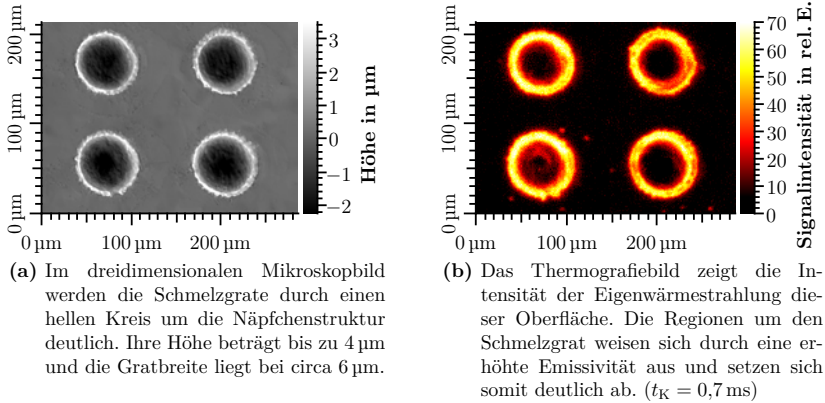 200 µm
100 µm
0 µm
0 µm
100 µm
200 µm
3
2
1
0
−1
−2
Höhe in µm
(a) Im dreidimensionalen Mikroskopbild
werden die Schmelzgrate durch einen
hellen Kreis um die Näpfchenstruktur
deutlich. Ihre Höhe beträgt bis zu 4 µm
und die Gratbreite liegt bei circa 6 µm.
200 µm
100 µm
0 µm
0 µm
100 µm
200 µm
70
60
50
40
30
20
10
0
Signalintensität in rel. E.
(b) Das Thermografiebild zeigt die In-
tensität der Eigenwärmestrahlung die-
ser Oberfläche. Die Regionen um den
Schmelzgrat weisen sich durch eine er-
höhte Emissivität aus und setzen sich
somit deutlich ab. (tK = 0,7 ms)